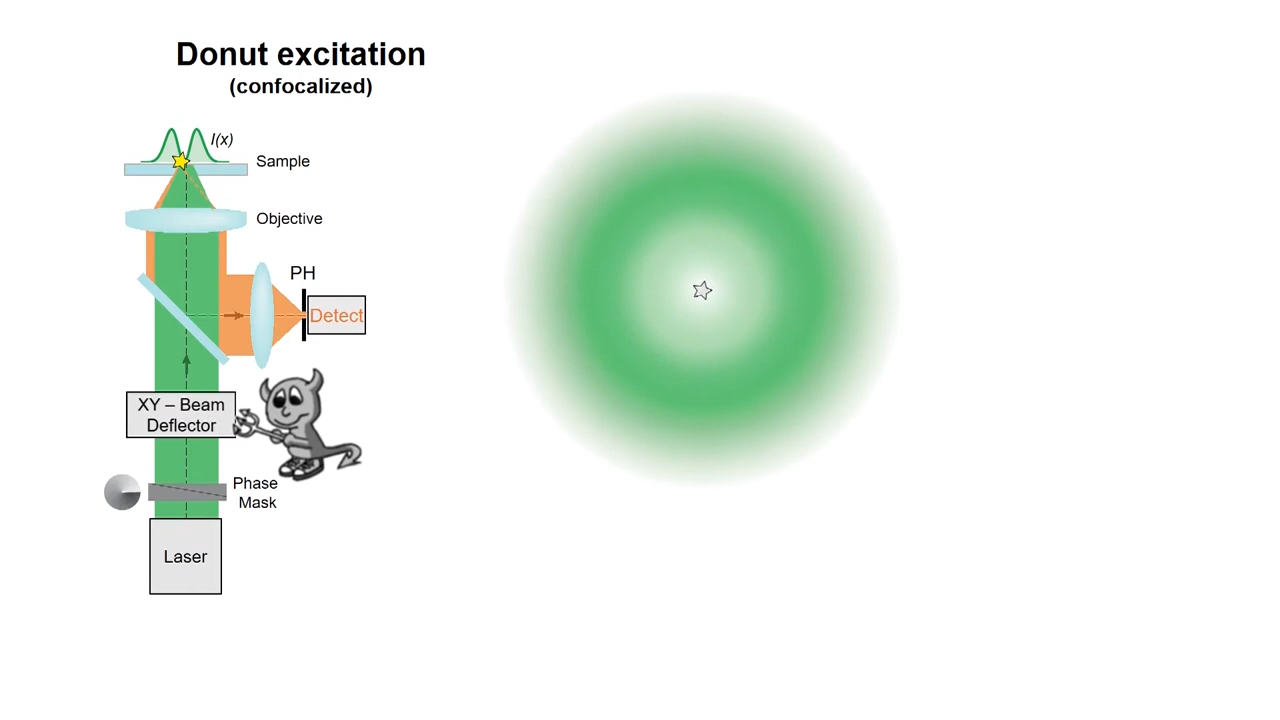 Donut excitation
(confocalized)
I(x)
Sample
Objective
PH
Detect
XY – Beam
Deflector
Phase
Mask
Laser